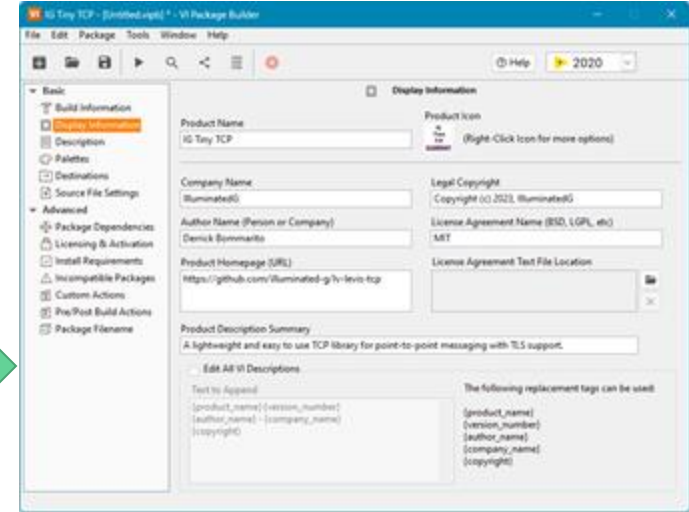 IG Tiny TCP - [Untitled.vipb] * - VI Package Builder
File Edit Package Tools Window Help
Help
2020
Basic
Build Information
Display Information
Description
Palettes
Destinations
Source File Settings
Advanced
Package Dependencies
Licensing & Activation
Install Requirements
Incompatible Packages
Custom Actions
Pre/Post Build Actions
Package Filename
Display Information
Product Name
IG Tiny TCP
Product Icon
(Right-Click Icon for more options)
Company Name
IlluminatedG
Legal Copyright
Copyright (c) 2023, IlluminatedG
Author Name (Person or Company)
Derrick Bommarito
License Agreement Name (BSD, LGPL, etc)
MIT
Product Homepage (URL)
https://github.com/illuminated-g/lv-levis-tcp
License Agreement Text File Location
Product Description Summary
A lightweight and easy to use TCP library for point-to-point messaging with TLS support.
Edit All VI Descriptions
Text to Append
{product_name} {version_number}
{author_name} - {company_name}
{copyright}
The following replacement tags can be used:
{product_name}
{version_number}
{author_name}
{company_name}
{copyright}